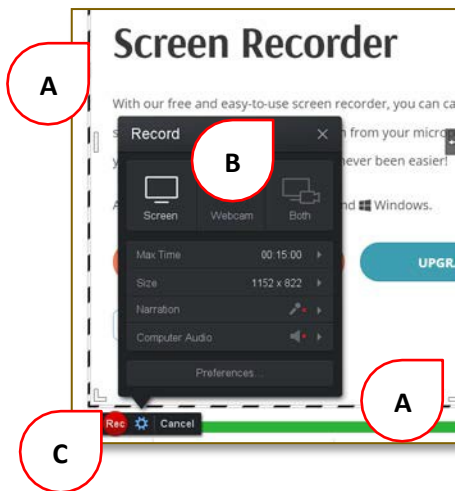 Screen Recorder
A
With our free and easy-to-use screen recorder, you can ca
Record
B
from your microp
never been easier!
Screen
Webcam
Both
nd Windows.
Max Time 00:15:00
UPGR
Size 1152 x 822
Narration
Computer Audio
Preferences...
A
Rec Cancel
C